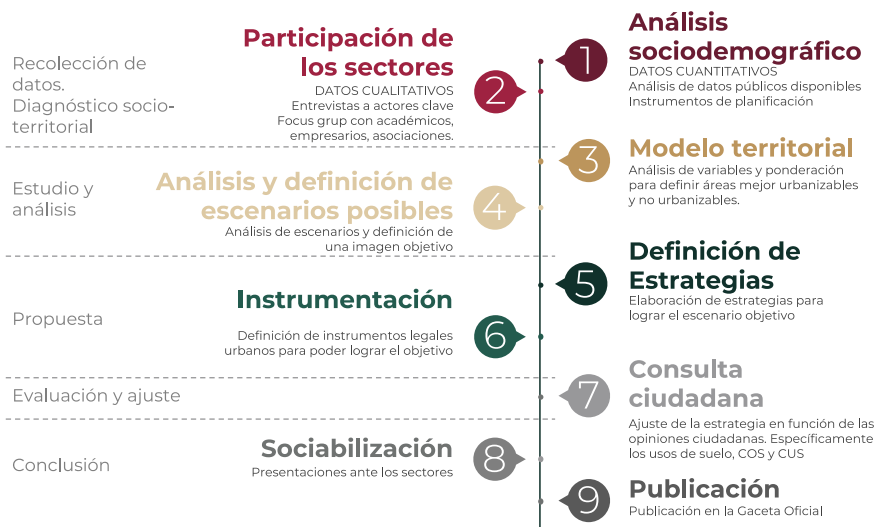 Recolección de
datos.
Diagnóstico socio-
territorial
1
Análisis
sociodemográfico
DATOS CUANTITATIVOS
Análisis de datos públicos disponibles
Instrumentos de planificación
Participación de
los sectores
DATOS CUALITATIVOS
Entrevistas a actores clave
Focus grup con académicos,
empresarios, asociaciones.
2
Estudio y
análisis
3
Modelo territorial
Análisis de variables y ponderación
para definir áreas mejor urbanizables
y no urbanizables.
Análisis y definición de
escenarios posibles
Análisis de escenarios y definición de
una imagen objetivo
4
Propuesta
5
Definición de
Estrategias
Elaboración de estrategias para
lograr el escenario objetivo
Instrumentación
Definición de instrumentos legales
urbanos para poder lograr el objetivo
6
Evaluación y ajuste
7
Consulta
ciudadana
Ajuste de la estrategia en función de las
opiniones ciudadanas. Específicamente
los usos de suelo, COS y CUS
Conclusión
Sociabilización
Presentaciones ante los sectores
8
9
Publicación
Publicación en la Gaceta Oficial